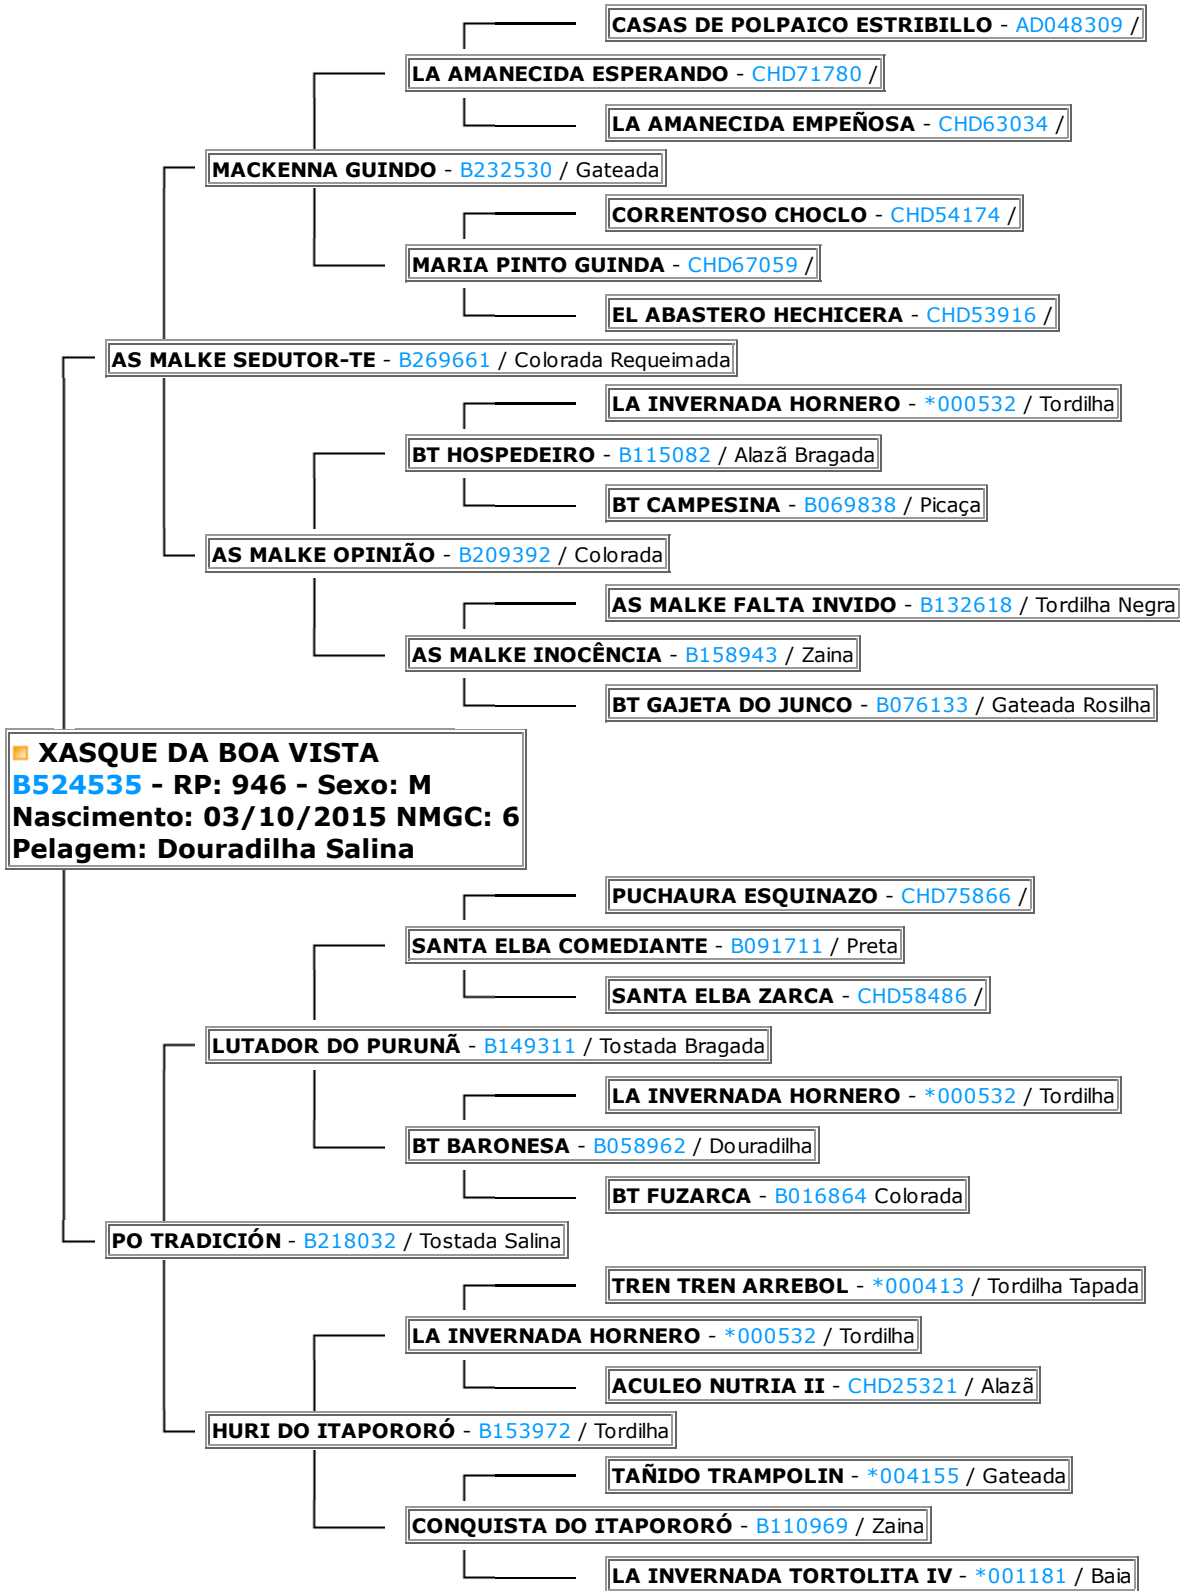 CASAS DE POLPAICO ESTRIBILLO - AD048309 /
LA AMANECIDA ESPERANDO - CHD71780 /
LA AMANECIDA EMPEÑOSA - CHD63034 /
MACKENNA GUINDO - B232530 / Gateada
CORRENTOSO CHOCLO - CHD54174 /
MARIA PINTO GUINDA - CHD67059 /
EL ABASTERO HECHICERA - CHD53916 /
AS MALKE SEDUTOR-TE - B269661 / Colorada Requeimada
LA INVERNADA HORNERO - *000532 / Tordilha
BT HOSPEDEIRO - B115082 / Alazã Bragada
BT CAMPESINA - B069838 / Picaça
AS MALKE OPINIÃO - B209392 / Colorada
AS MALKE FALTA INVIDO - B132618 / Tordilha Negra
AS MALKE INOCÊNCIA - B158943 / Zaina
BT GAJETA DO JUNCO - B076133 / Gateada Rosilha
XASQUE DA BOA VISTA
B524535 - RP: 946 - Sexo: M
Nascimento: 03/10/2015 NMGC: 6
Pelagem: Douradilha Salina
PUCHAURA ESQUINAZO - CHD75866 /
SANTA ELBA COMEDIANTE - B091711 / Preta
SANTA ELBA ZARCA - CHD58486 /
LUTADOR DO PURUNÃ - B149311 / Tostada Bragada
LA INVERNADA HORNERO - *000532 / Tordilha
BT BARONESA - B058962 / Douradilha
BT FUZARCA - B016864 Colorada
PO TRADICIÓN - B218032 / Tostada Salina
TREN TREN ARREBOL - *000413 / Tordilha Tapada
LA INVERNADA HORNERO - *000532 / Tordilha
ACULEO NUTRIA II - CHD25321 / Alazã
HURI DO ITAPORORÓ - B153972 / Tordilha
TAÑIDO TRAMPOLIN - *004155 / Gateada
CONQUISTA DO ITAPORORÓ - B110969 / Zaina
LA INVERNADA TORTOLITA IV - *001181 / Baia